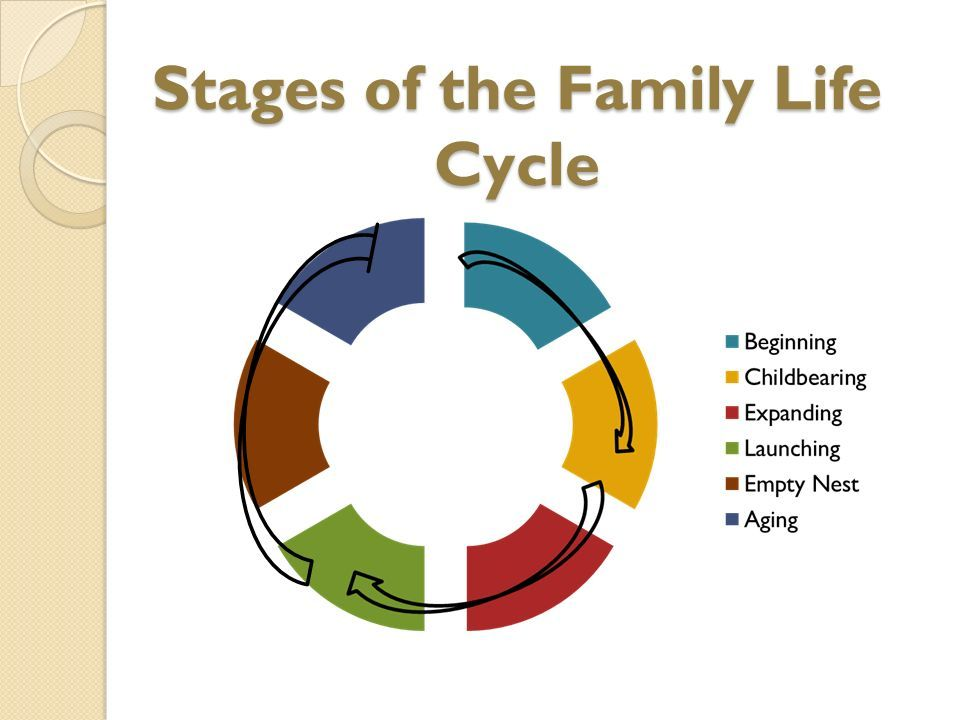 Stages of the Family Life
Cycle
Beginning
Childbearing
Expanding
Launching
Empty Nest
Aging